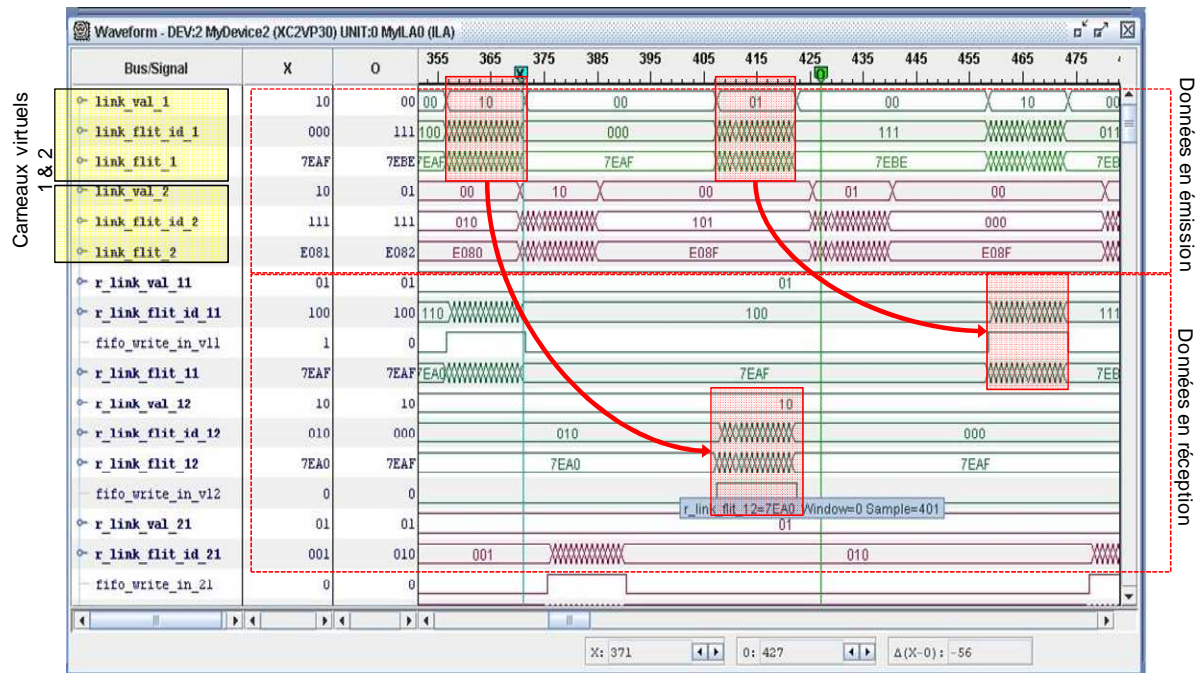 Waveform - DEV:2 MyDevice2 (XC2VP30) UNIT:0 MyILA0 (ILA)
Bus/Signal X O 355 365 375 385 395 405 415 425 435 445 455 465 475
X O
link_val_1 10 00 00 10 00 01 00 10 00
link_flit_id_1 000 111 100 000 111 011
link_flit_1 7EAF 7EBE 7EAF 7EAF 7EBE 7EB
link_val_2 10 01 00 10 00 01 00
link_flit_id_2 111 111 010 101 000
link_flit_2 E081 E082 E080 E08F E08F
r_link_val_11 01 01 01
r_link_flit_id_11 100 100 110 100 111
fifo_write_in_vl1 1 0
r_link_flit_11 7EAF 7EAF 7EA0 7EAF 7EB
r_link_val_12 10 10 10
r_link_flit_id_12 010 000 010 000
r_link_flit_12 7EA0 7EAF 7EA0 7EAF
fifo_write_in_vl2 0 0
r_link_flit_12=7EA0 Window=0 Sample=401
r_link_val_21 01 01 01
r_link_flit_id_21 001 010 001 010
fifo_write_in_21 0 0
X: 371 O: 427 Δ(X-O): -56
Carneaux virtuels
1 & 2
Données en émission
Données en réception